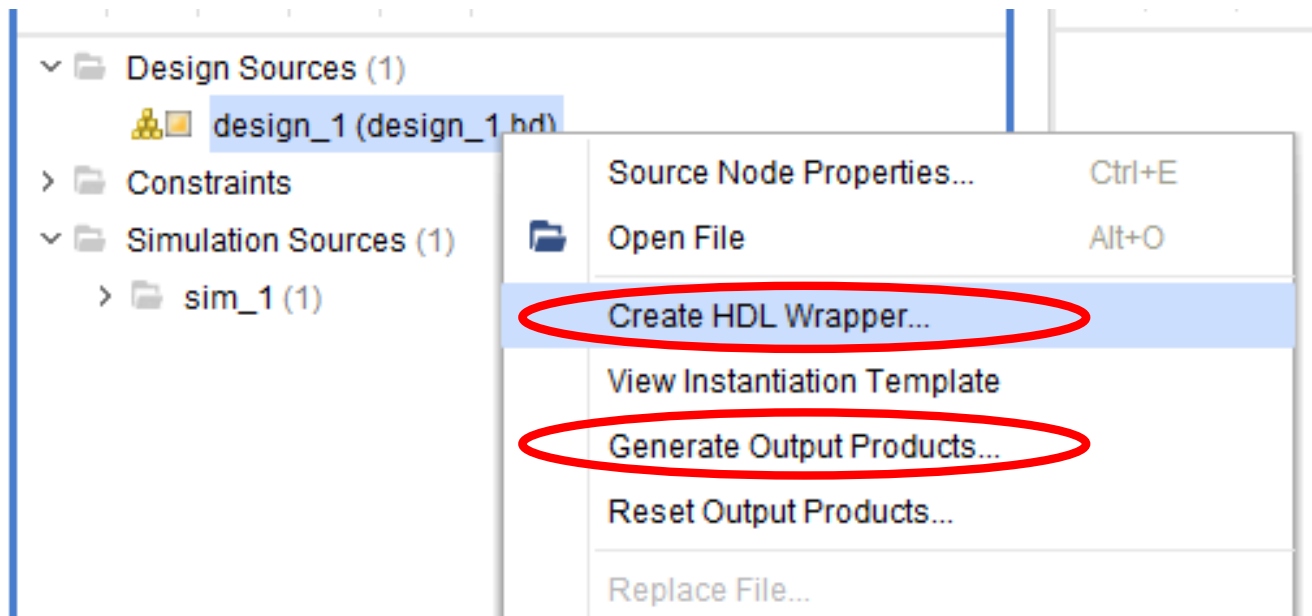 Design Sources (1)
design_1 (design_1.bd)
Constraints
Simulation Sources (1)
sim_1 (1)
Source Node Properties... Ctrl+E
Open File Alt+O
Create HDL Wrapper...
View Instantiation Template
Generate Output Products...
Reset Output Products...
Replace File...